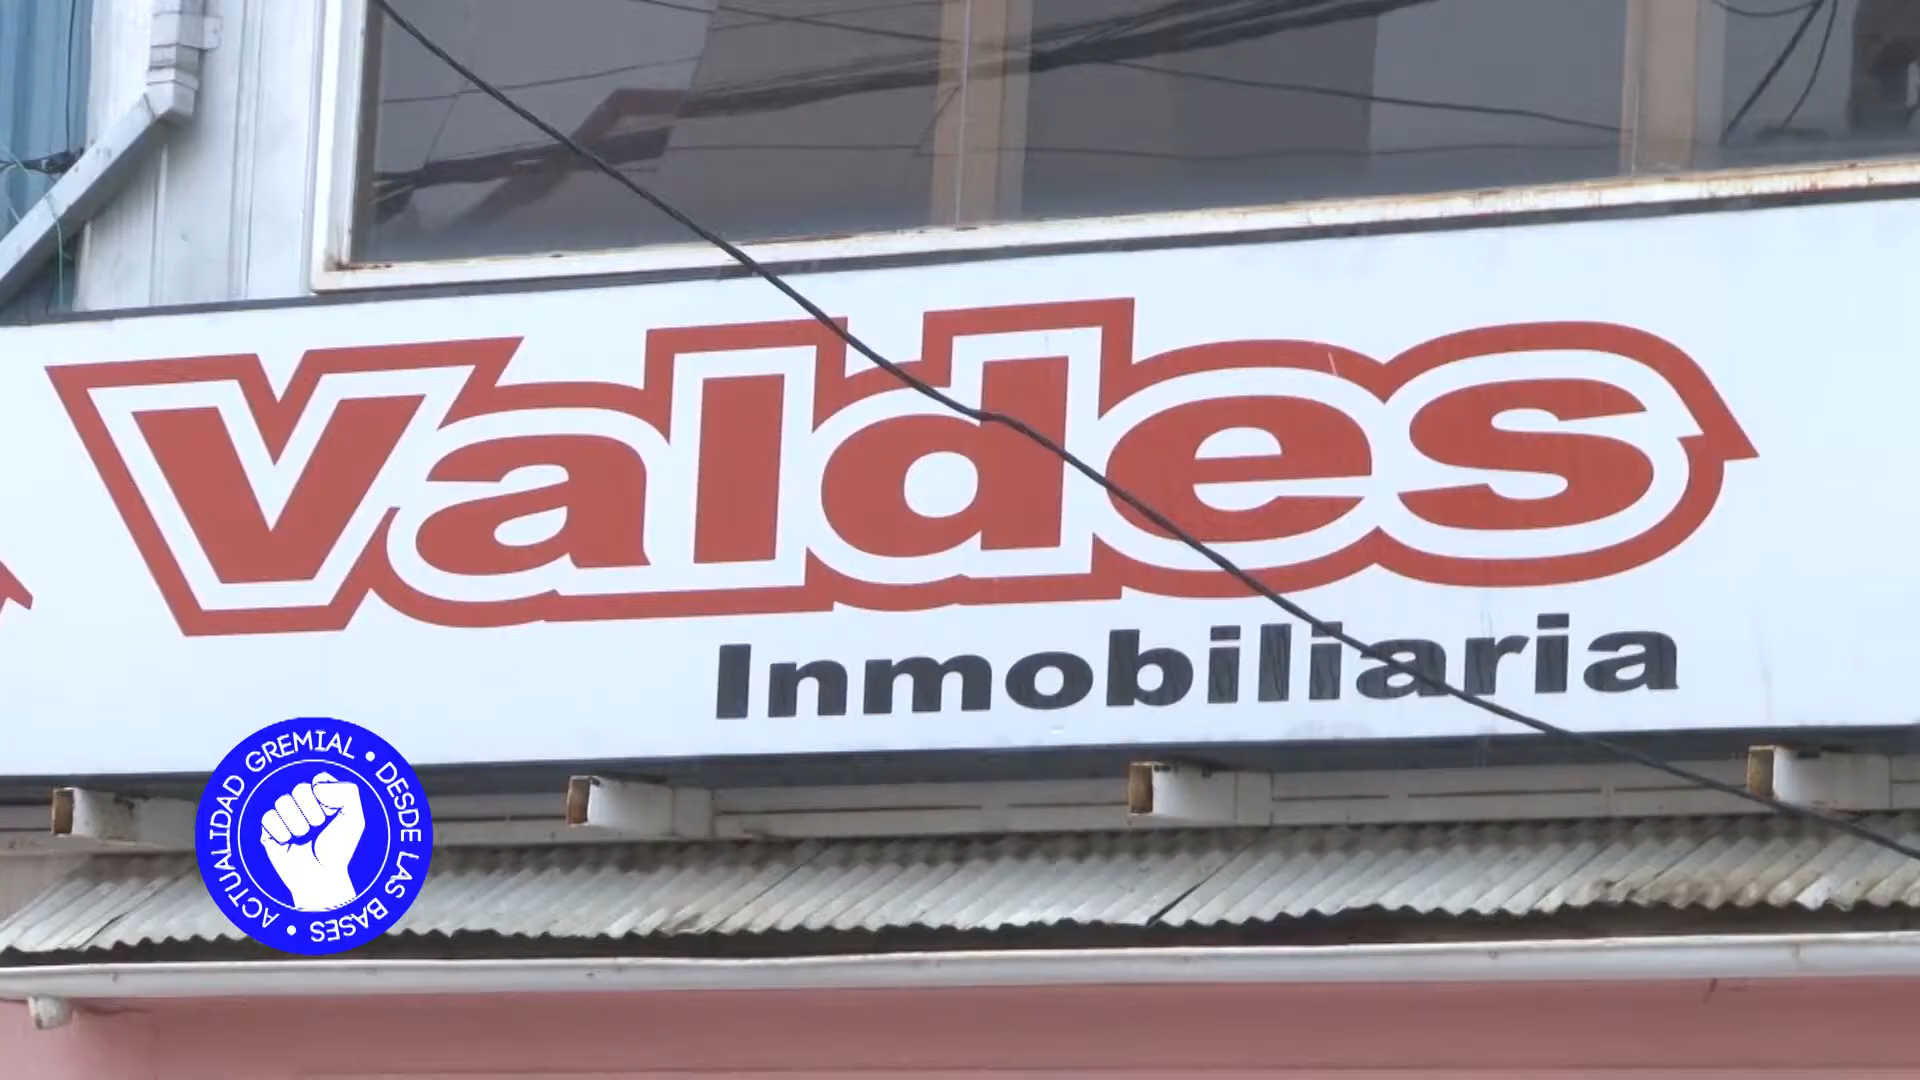 Valdes
Inmobiliaria
ACTUALIDAD GREMIAL • DESDE LAS BASES •